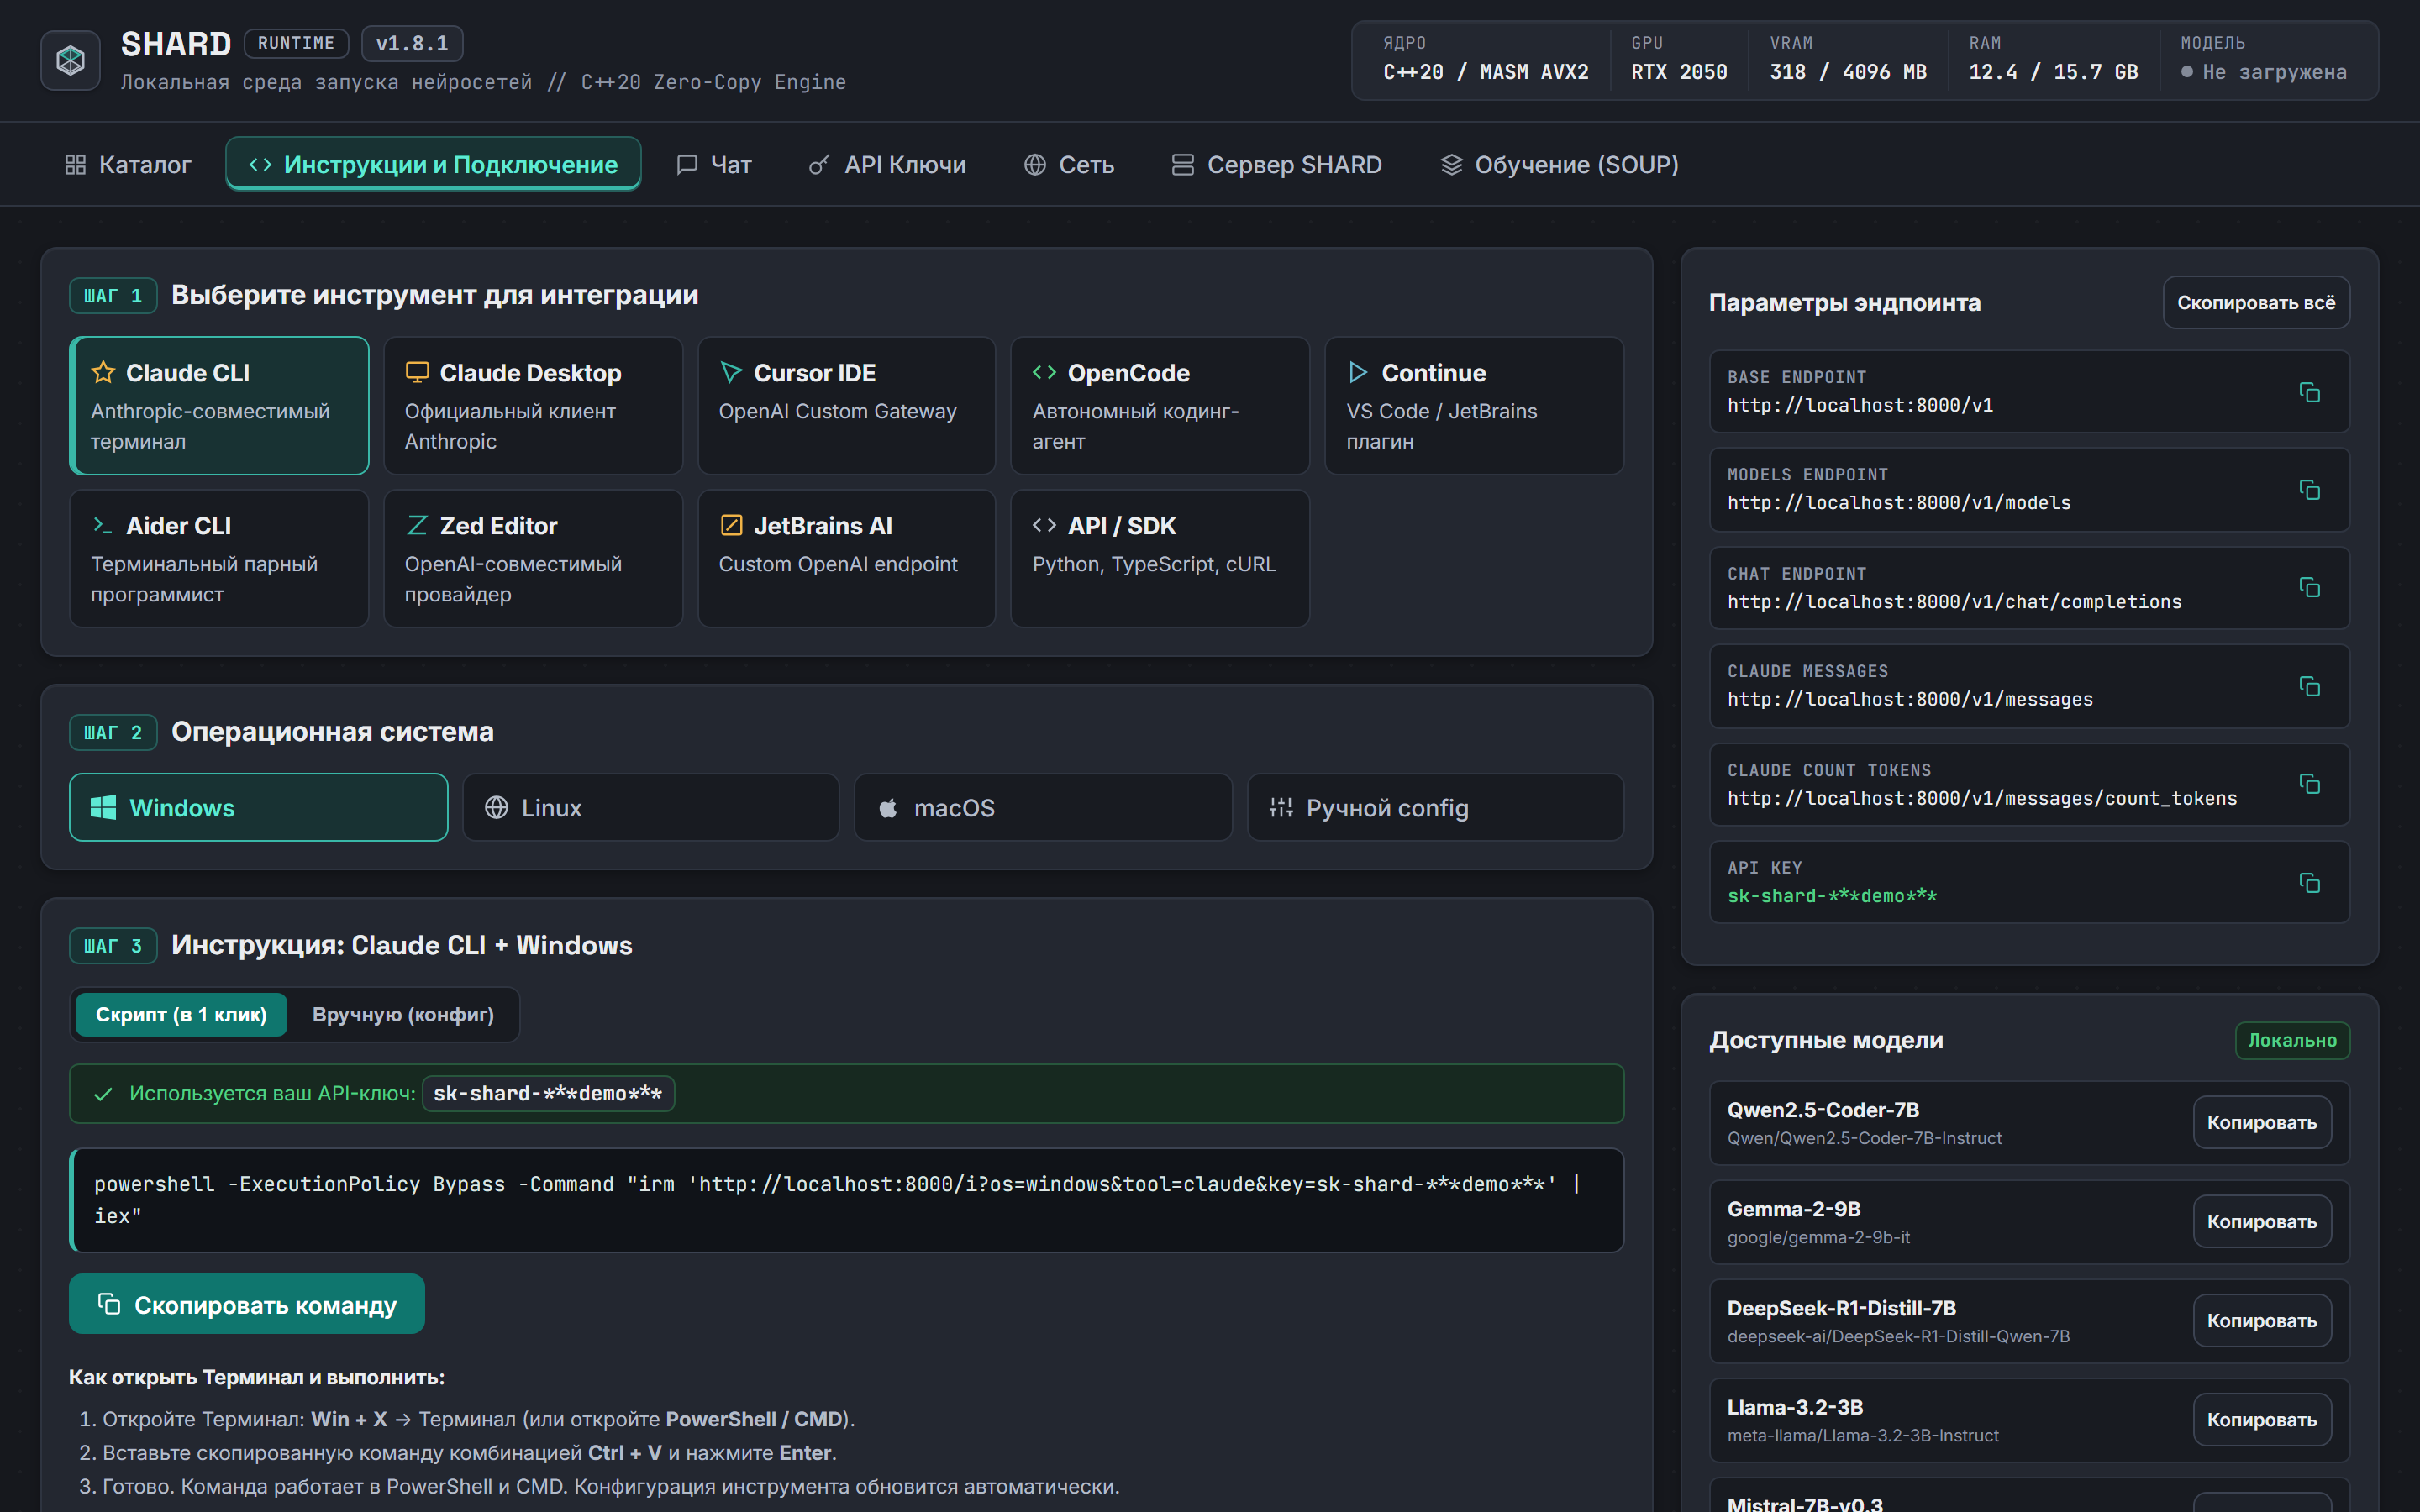 SHARD RUNTIME v1.8.1
Локальная среда запуска нейросетей // C++20 Zero-Copy Engine
ЯДРО
C++20 / MASM AVX2
GPU
RTX 2050
VRAM
318 / 4096 MB
RAM
12.4 / 15.7 GB
МОДЕЛЬ
Не загружена
Каталог
Инструкции и Подключение
Чат
API Ключи
Сеть
Сервер SHARD
Обучение (SOUP)
ШАГ 1 Выберите инструмент для интеграции
Claude CLI
Anthropic-совместимый
терминал
Claude Desktop
Официальный клиент
Anthropic
Cursor IDE
OpenAI Custom Gateway
OpenCode
Автономный кодинг-
агент
Continue
VS Code / JetBrains
плагин
Aider CLI
Терминальный парный
программист
Zed Editor
OpenAI-совместимый
провайдер
JetBrains AI
Custom OpenAI endpoint
API / SDK
Python, TypeScript, cURL
ШАГ 2 Операционная система
Windows
Linux
macOS
Ручной config
ШАГ 3 Инструкция: Claude CLI + Windows
Скрипт (в 1 клик)
Вручную (конфиг)
Используется ваш API-ключ: sk-shard-***demo***
powershell -ExecutionPolicy Bypass -Command "irm 'http://localhost:8000/i?os=windows&tool=claude&key=sk-shard-***demo***' |
iex"
Скопировать команду
Как открыть Терминал и выполнить:
1. Откройте Терминал: Win + X → Терминал (или откройте PowerShell / CMD).
2. Вставьте скопированную команду комбинацией Ctrl + V и нажмите Enter.
3. Готово. Команда работает в PowerShell и CMD. Конфигурация инструмента обновится автоматически.
Параметры эндпоинта
Скопировать всё
BASE ENDPOINT
http://localhost:8000/v1
MODELS ENDPOINT
http://localhost:8000/v1/models
CHAT ENDPOINT
http://localhost:8000/v1/chat/completions
CLAUDE MESSAGES
http://localhost:8000/v1/messages
CLAUDE COUNT TOKENS
http://localhost:8000/v1/messages/count_tokens
API KEY
sk-shard-***demo***
Доступные модели
Локально
Qwen2.5-Coder-7B
Qwen/Qwen2.5-Coder-7B-Instruct
Копировать
Gemma-2-9B
google/gemma-2-9b-it
Копировать
DeepSeek-R1-Distill-7B
deepseek-ai/DeepSeek-R1-Distill-Qwen-7B
Копировать
Llama-3.2-3B
meta-llama/Llama-3.2-3B-Instruct
Копировать
Mistral-7B-v0.3